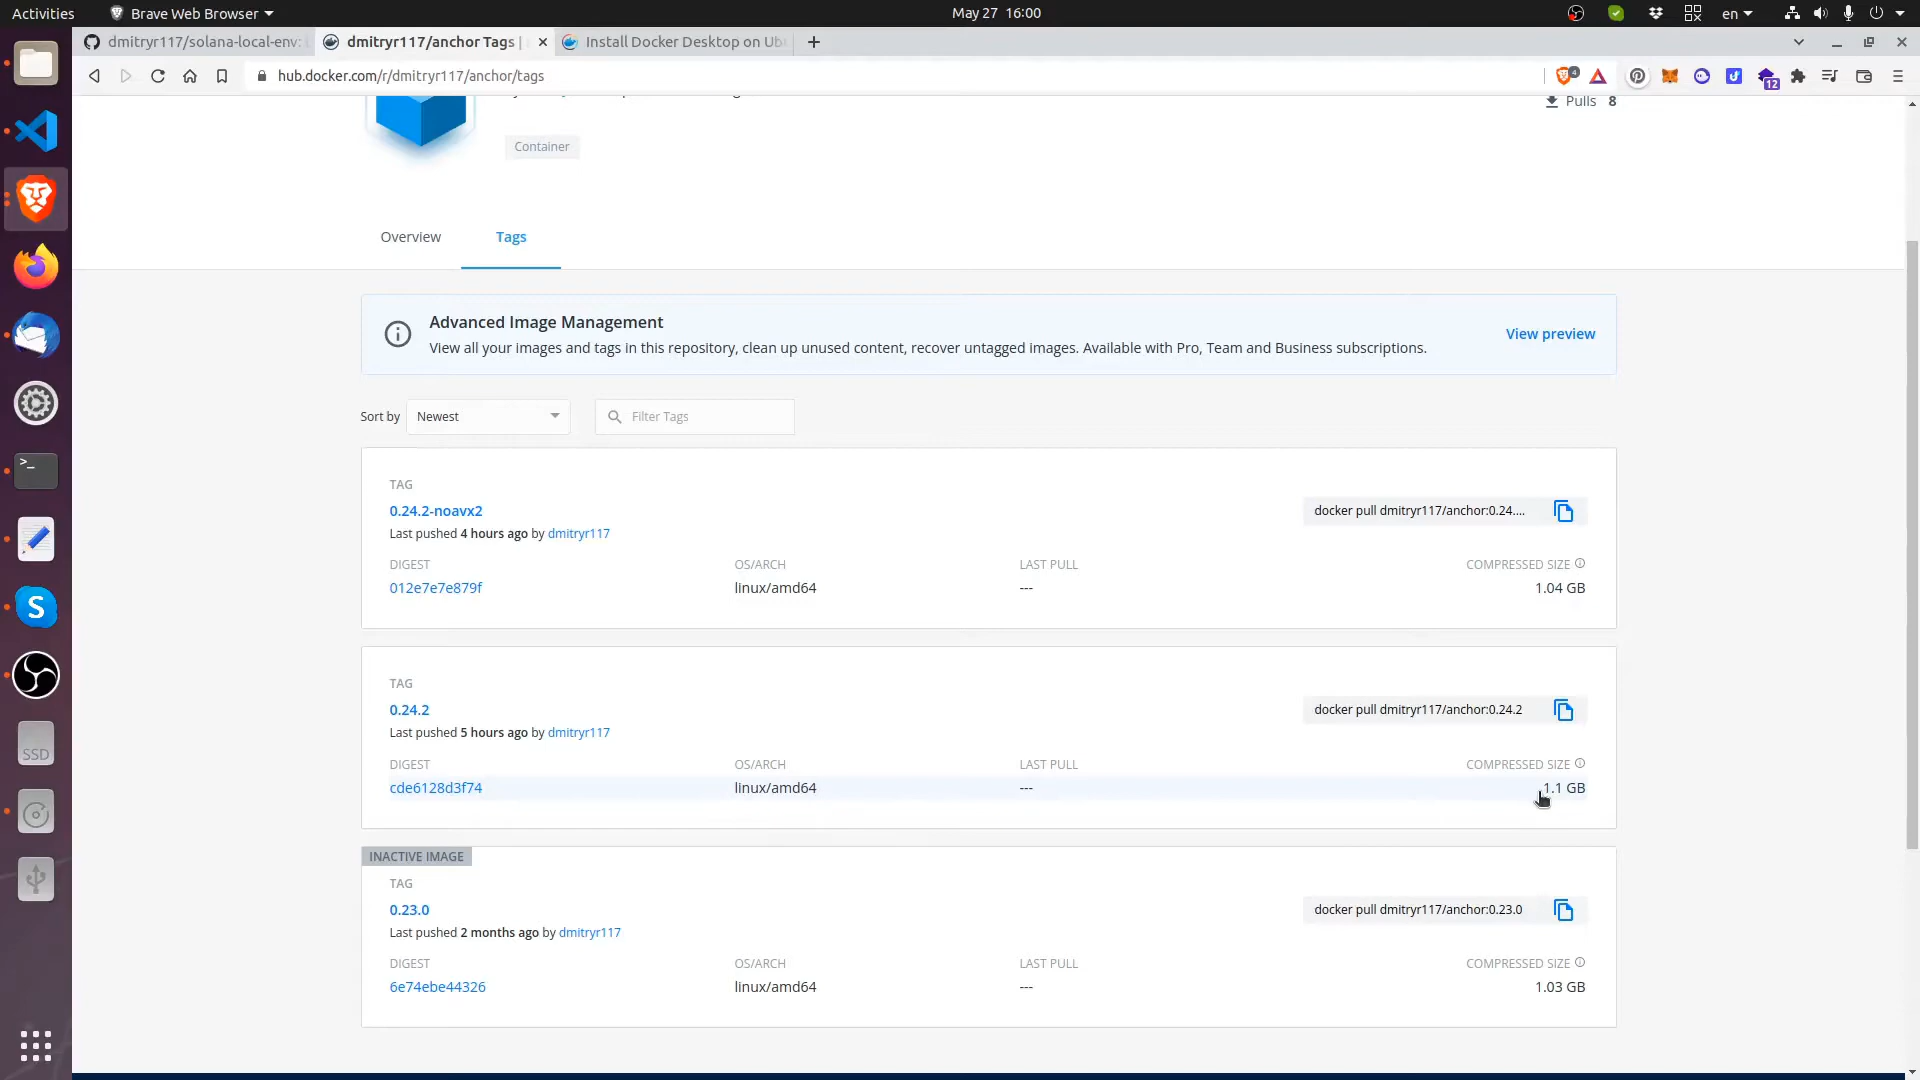 Activities
Brave Web Browser
May 27 16:00
en
dmitryr117/solana-local-env:
dmitryr117/anchor Tags |
Install Docker Desktop on Ub
hub.docker.com/r/dmitryr117/anchor/tags
4
12
Pulls 8
Container
Overview
Tags
Advanced Image Management
View all your images and tags in this repository, clean up unused content, recover untagged images. Available with Pro, Team and Business subscriptions.
View preview
Sort by
Newest
Filter Tags
TAG
0.24.2-noavx2
docker pull dmitryr117/anchor:0.24....
Last pushed 4 hours ago by dmitryr117
DIGEST OS/ARCH LAST PULL COMPRESSED SIZE
012e7e7e879f linux/amd64 --- 1.04 GB
TAG
0.24.2
docker pull dmitryr117/anchor:0.24.2
Last pushed 5 hours ago by dmitryr117
DIGEST OS/ARCH LAST PULL COMPRESSED SIZE
cde6128d3f74 linux/amd64 --- 1.1 GB
INACTIVE IMAGE
TAG
0.23.0
docker pull dmitryr117/anchor:0.23.0
Last pushed 2 months ago by dmitryr117
DIGEST OS/ARCH LAST PULL COMPRESSED SIZE
6e74ebe44326 linux/amd64 --- 1.03 GB
SSD